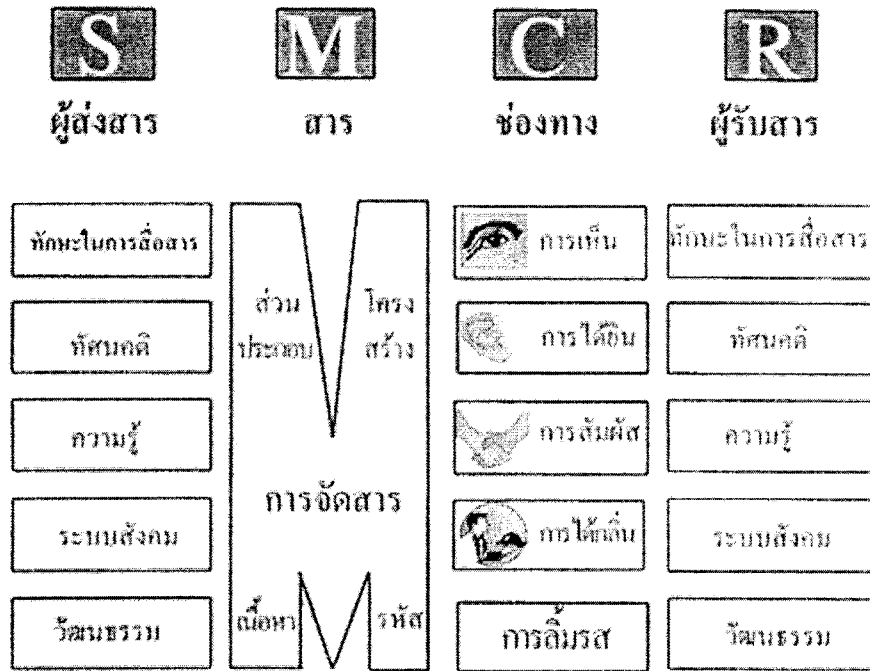 S M C R
ผู้ส่งสาร สาร ช่องทาง ผู้รับสาร
ทักษะในการสื่อสาร
ทัศนคติ
ความรู้
ระบบสังคม
วัฒนธรรม
ส่วน
ประกอบ
โครง
สร้าง
การจัดสาร
เนื้อหา
รหัส
การเห็น
การได้ยิน
การสัมผัส
การได้กลิ่น
การลิ้มรส
ทักษะในการสื่อสาร
ทัศนคติ
ความรู้
ระบบสังคม
วัฒนธรรม